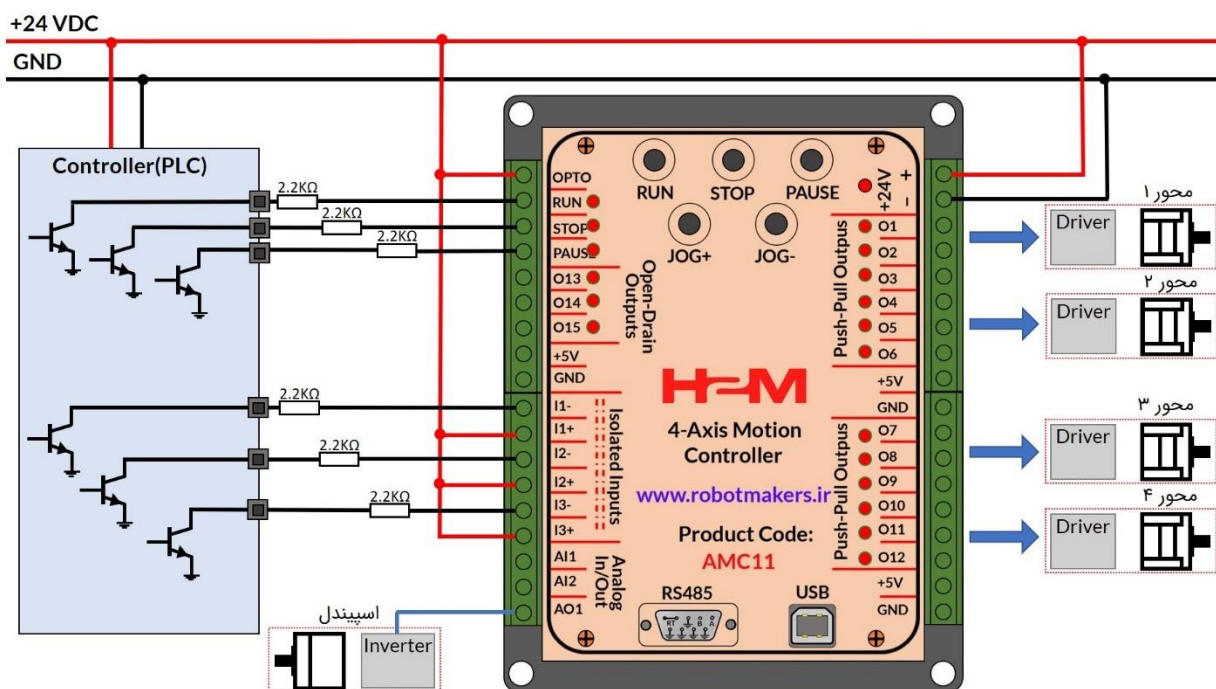 +24 VDC
GND
Controller(PLC)
2.2KΩ
2.2KΩ
2.2KΩ
2.2KΩ
2.2KΩ
2.2KΩ
OPTO
RUN
STOP
PAUSE
O13
O14
O15
+5V
GND
I1-
I1+
I2-
I2+
I3-
I3+
AI1
AI2
AO1
Open-Drain
Outputs
Isolated Inputs
Analog
In/Out
RUN
STOP
PAUSE
JOG+
JOG-
H2M
4-Axis Motion
Controller
www.robotmakers.ir
Product Code:
AMC11
RS485
RT
B
A
USB
+24V
+
-
O1
O2
O3
O4
O5
O6
+5V
GND
O7
O8
O9
O10
O11
O12
+5V
GND
Push-Pull Outpus
Push-Pull Outpus
محور ۱
Driver
محور ۲
Driver
محور ۳
Driver
محور ۴
Driver
اسپیندل
Inverter